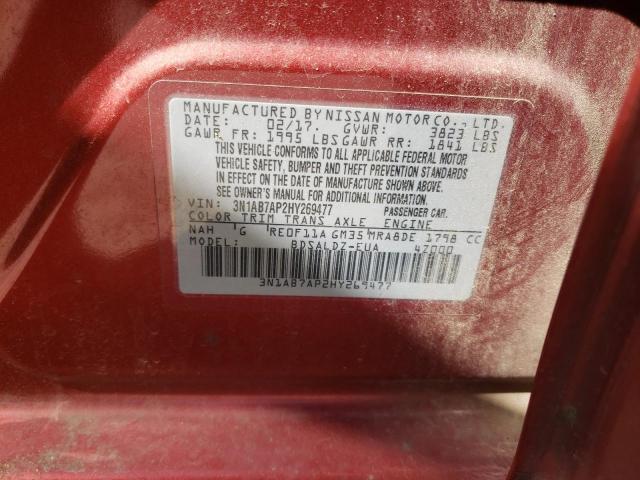 MANUFACTURED BY NISSAN MOTOR CO., LTD.
DATE: 02/17. GVWR: 3823 LBS
GAWR FR: 1995 LBS GAWR RR: 1841 LBS
THIS VEHICLE CONFORMS TO ALL APPLICABLE FEDERAL MOTOR
VEHICLE SAFETY, BUMPER AND THEFT PREVENTION STANDARDS
IN EFFECT ON THE DATE OF MANUFACTURE SHOWN ABOVE.
SEE OWNER'S MANUAL FOR ADDITIONAL INFORMATION.
VIN: 3N1AB7AP2HY269477 PASSENGER CAR.
COLOR TRIM TRANS AXLE ENGINE
NAH G RE0F11A GM35 MRA8DE 1798 CC
MODEL: BDSALDZ-EUA 47000
3N1AB7AP2HY269477